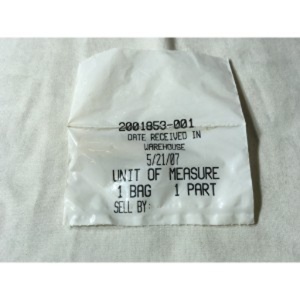 2001853-001
DATE RECEIVED IN
WAREHOUSE
5/21/07
UNIT OF MEASURE
1 BAG 1 PART
SELL BY: